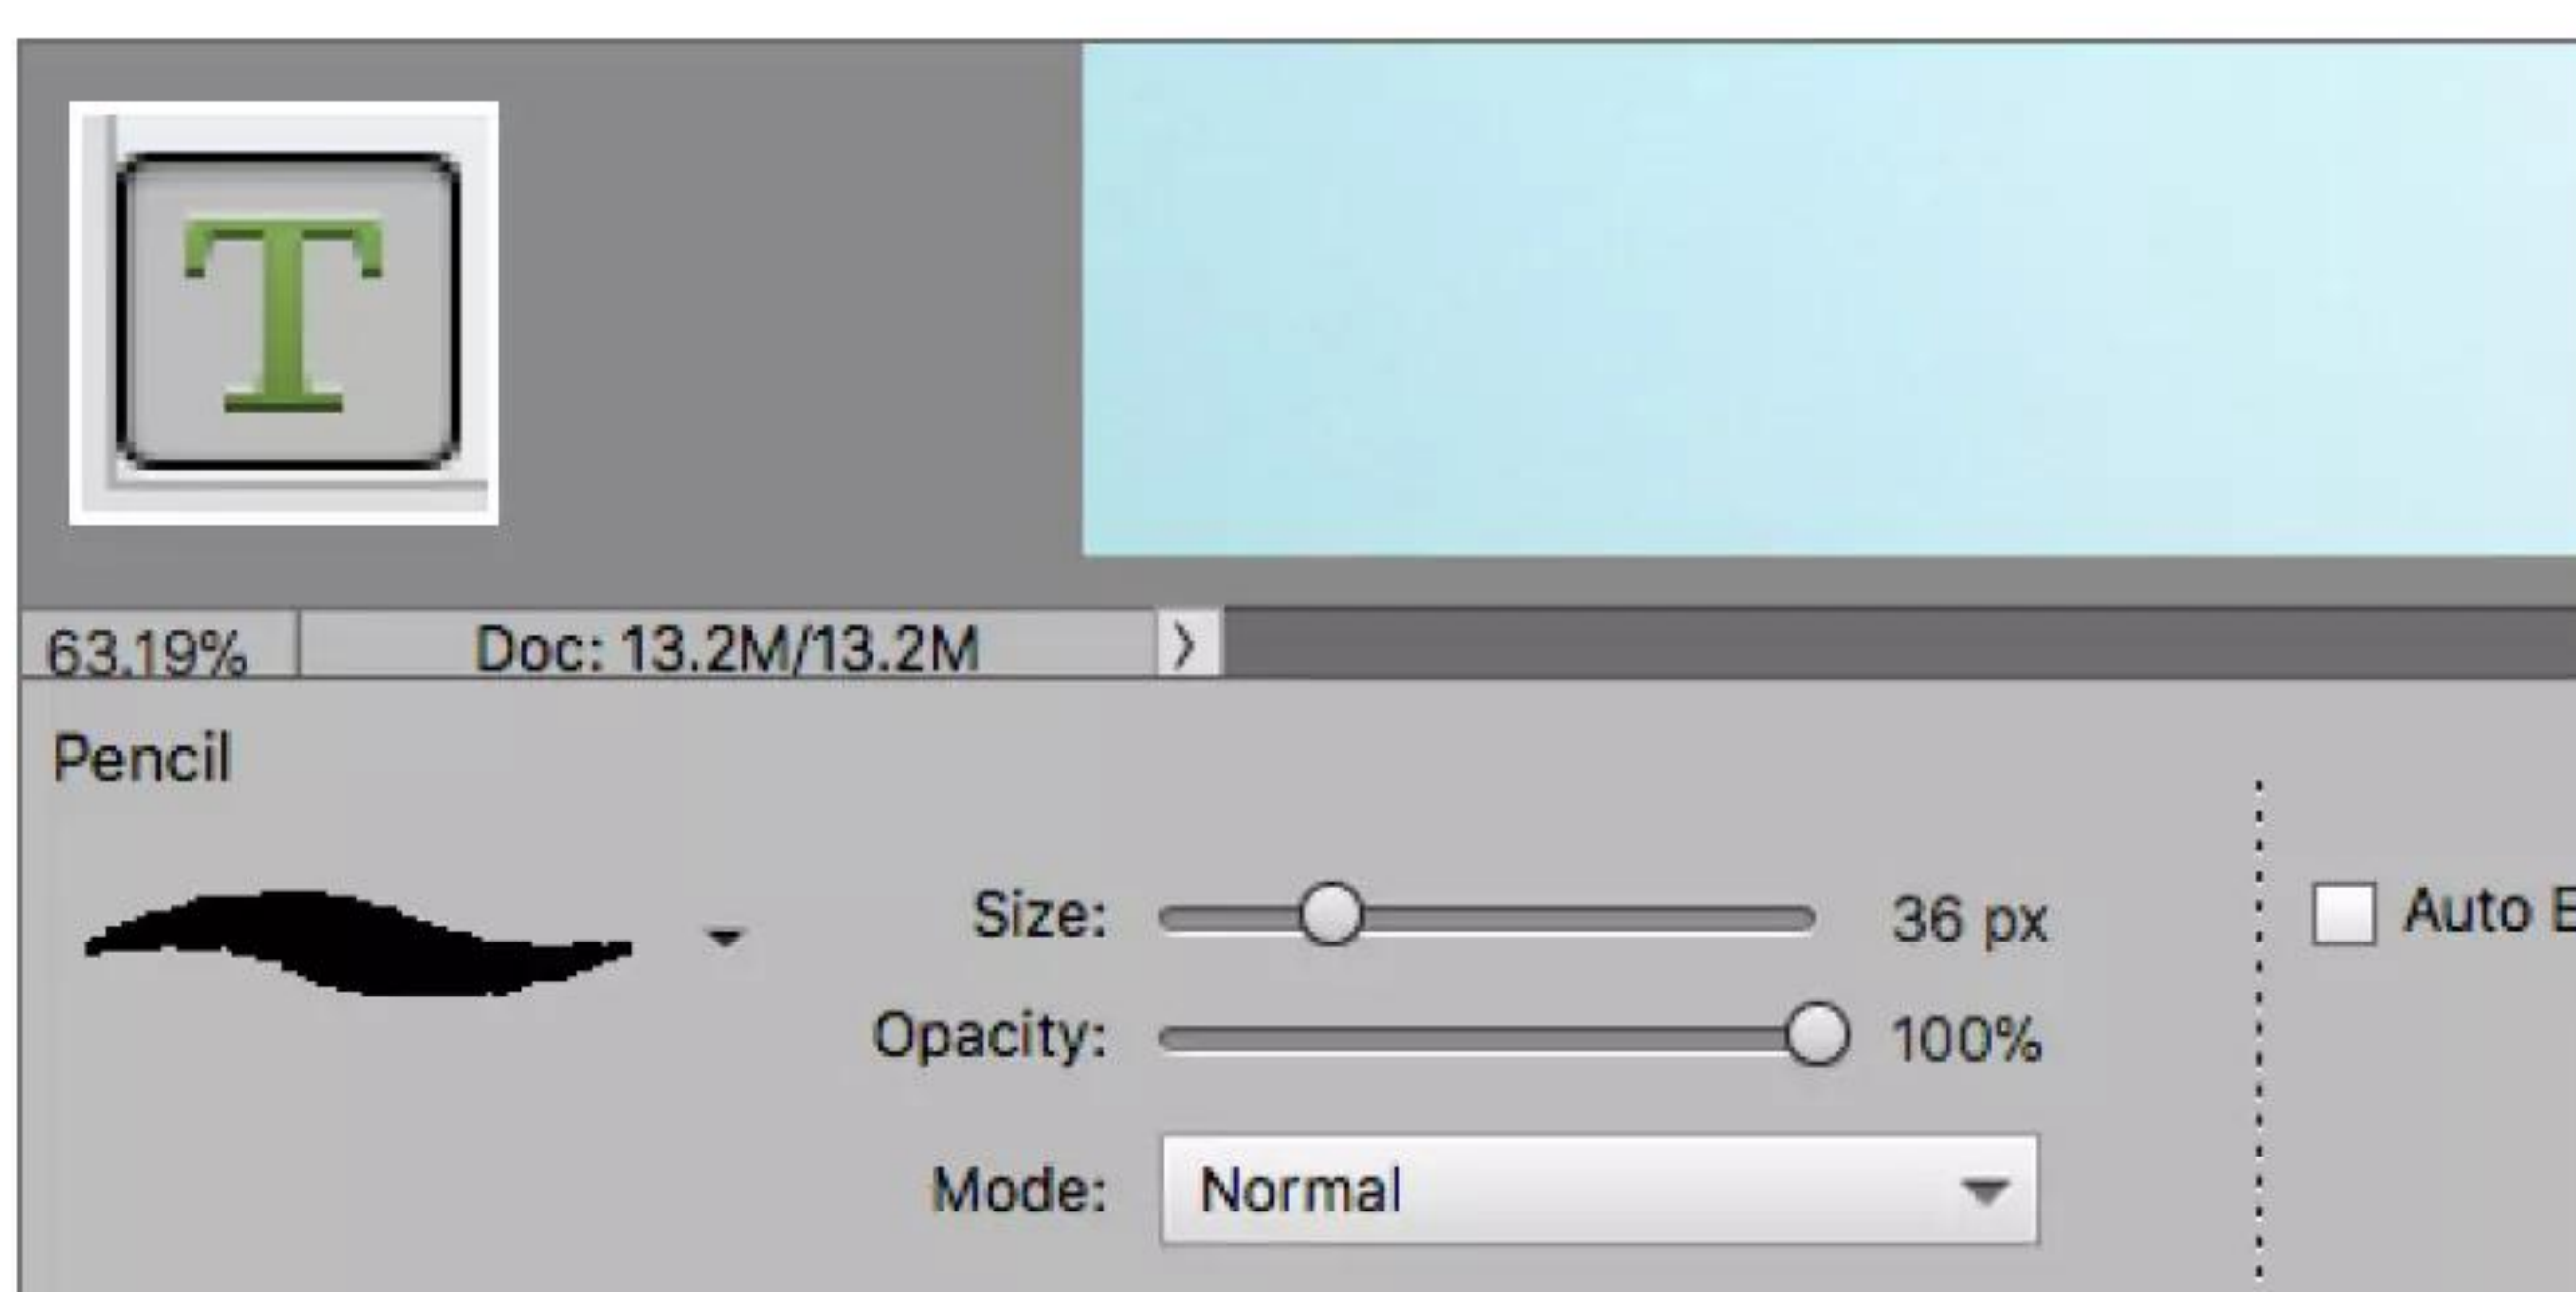 T
63.19%
Doc: 13.2M/13.2M
Pencil
Size:
36 px
Auto
Opacity:
100%
Mode:
Normal